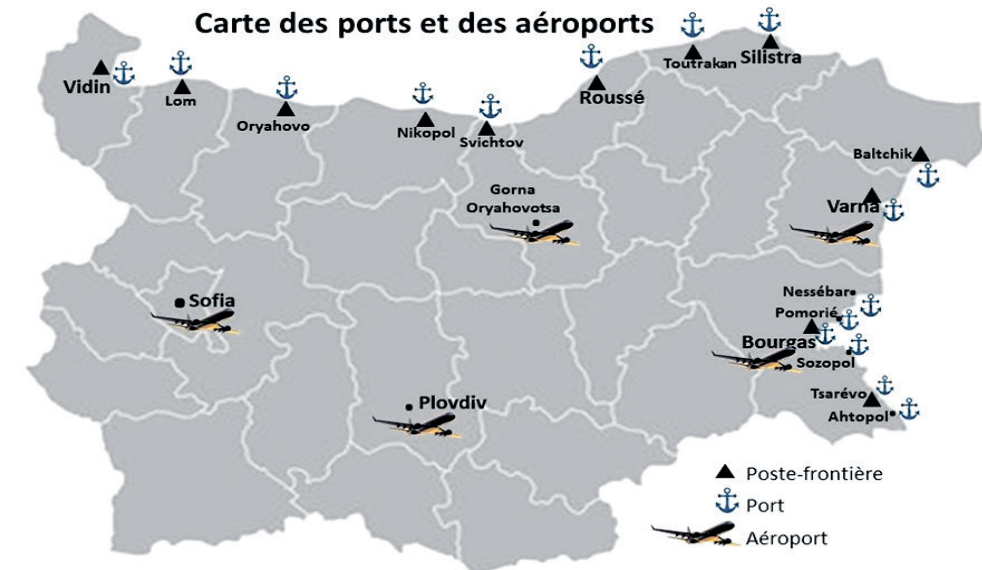 Carte des ports et des aéroports
Vidin
Lom
Oryahovo
Nikopol
Svichtov
Roussé
Toutrakan
Silistra
Baltchik
Varna
Gorna
Oryahovotsa
Sofia
Plovdiv
Nessébar
Pomorié
Bourgas
Sozopol
Tsarévo
Ahtopol
Poste-frontière
Port
Aéroport